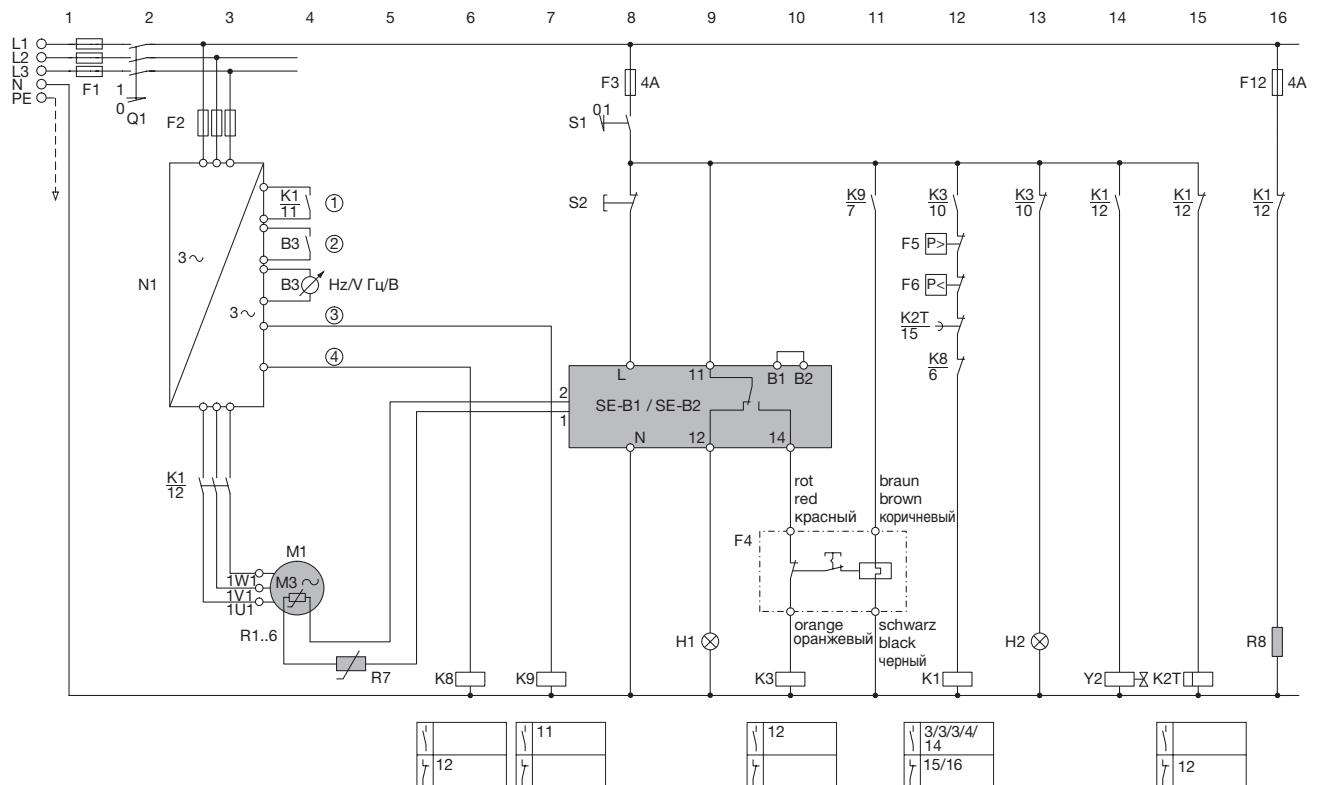 1 2 3 4 5 6 7 8 9 10 11 12 13 14 15 16
L1
L2
L3
N
PE
F1
1
0
Q1
F2
F3 4A
F12 4A
S1 01
S2
K1
11
①
B3 ②
B3 Hz/V Гц/В
③
④
3~
3~
N1
K9
7
K3
10
K3
10
K1
12
K1
12
K1
12
F5 P>
F6 P<
K2T
15
K8
6
L 11 B1 B2
2
1
SE-B1 / SE-B2
N 12 14
K1
12
rot
red
красный
braun
brown
коричневый
F4
orange
оранжевый
schwarz
black
черный
M1
M3 ~
1W1
1V1
1U1
R1..6
R7
H1
H2
R8
K8 K9 K3 K1 Y2 K2T
11 12 3/3/3/4/
14
12 15/16 12